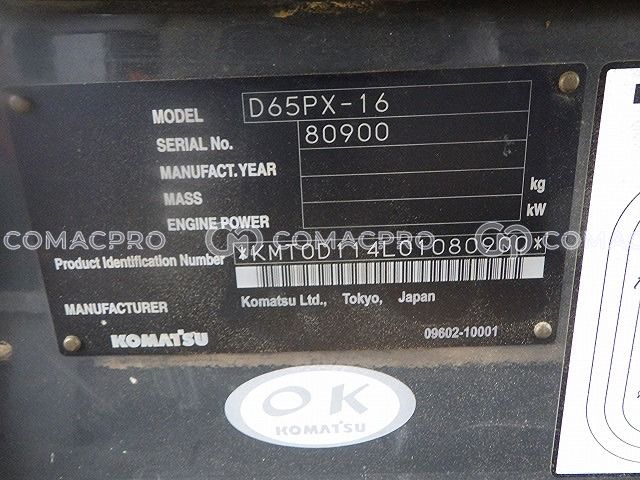 MODEL D65PX-16
SERIAL No. 80900
MANUFACT. YEAR
MASS kg
ENGINE POWER kW
COMACPRO COMACPRO COMACPRO
Product Identification Number *KMT0D114L01080900*
MANUFACTURER Komatsu Ltd., Tokyo, Japan
KOMATSU 09602-10001
OK
KOMATSU